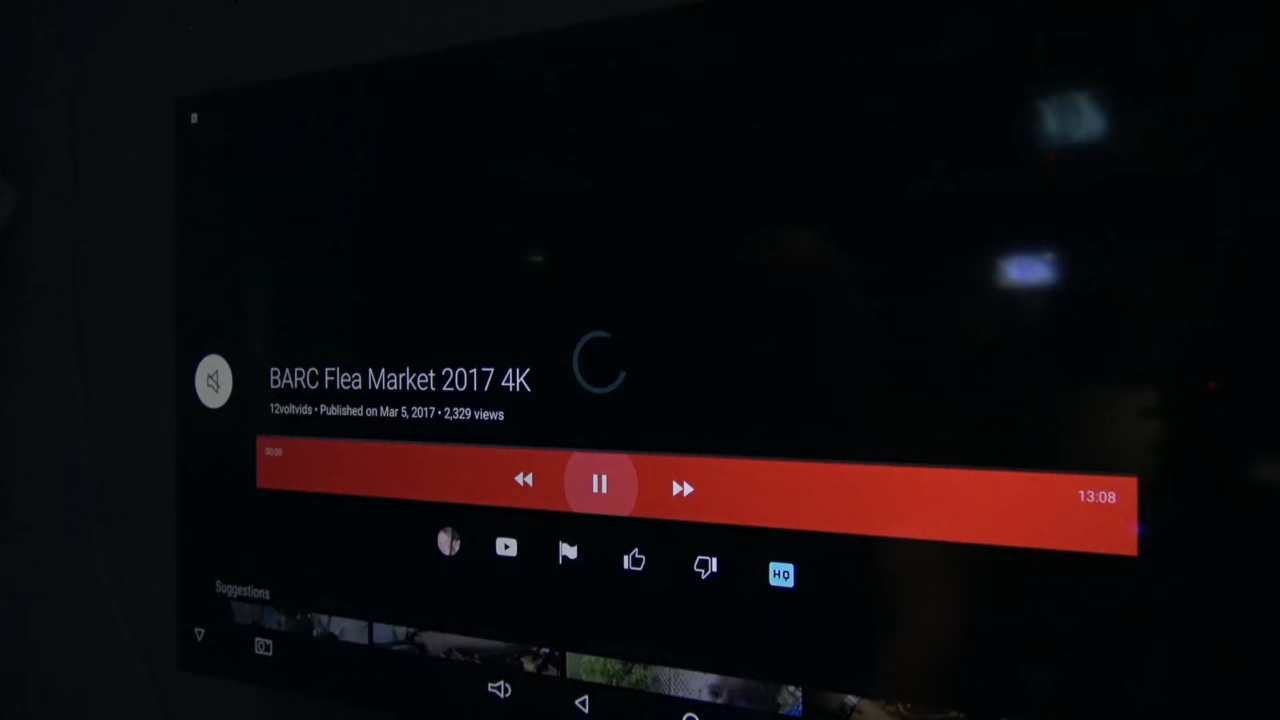 BARC Flea Market 2017 4K
12voltvids • Published on Mar 5, 2017 • 2,329 views
00:00
13:08
HQ
Suggestions